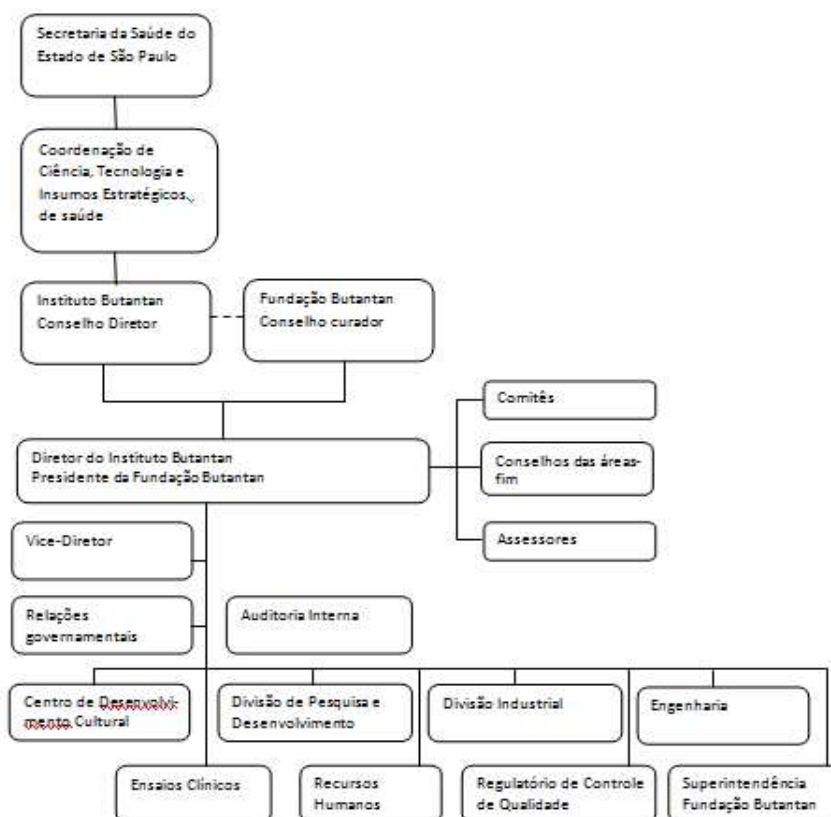 Secretaria da Saúde do
Estado de São Paulo
Coordenação de
Ciência, Tecnologia e
Insumos Estratégicos
de saúde
Instituto Butantan
Conselho Diretor
Fundação Butantan
Conselho curador
Comitês
Diretor do Instituto Butantan
Presidente da Fundação Butantan
Conselhos das áreas-
fim
Assessores
Vice-Diretor
Relações
governamentais
Auditoria Interna
Centro de Desenvolvi-
mento Cultural
Divisão de Pesquisa e
Desenvolvimento
Divisão Industrial
Engenharia
Ensaios Clínicos
Recursos
Humanos
Regulatório de Controle
de Qualidade
Superintendência
Fundação Butantan